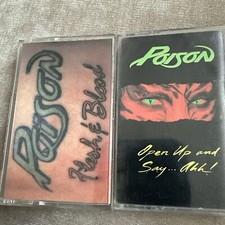 POISON
Flesh & Blood
POISON
Open Up and
Say...Ahh!